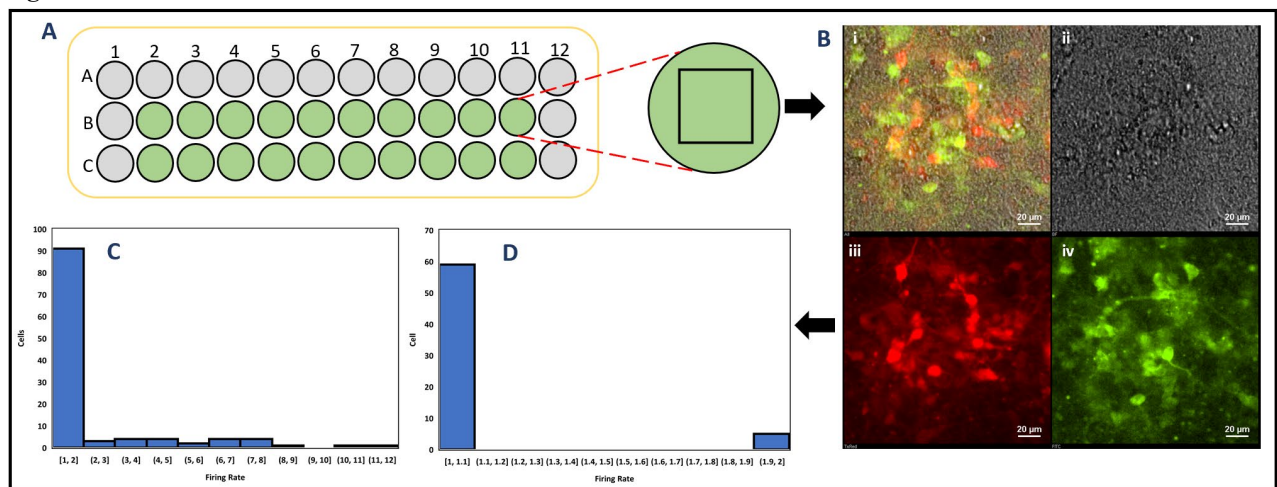 A
1 2 3 4 5 6 7 8 9 10 11 12
A
B
C
B
i
ii
20 µm
20 µm
All
BF
iii
iv
20 µm
20 µm
TxRed
FITC
C
100
90
80
70
60
50
40
30
20
10
0
Cells
[1, 2] (2, 3] (3, 4] (4, 5] (5, 6] (6, 7] (7, 8] (8, 9] (9, 10] (10, 11] (11, 12]
Firing Rate
D
70
60
50
40
30
20
10
0
Cell
[1, 1.1] (1.1, 1.2] (1.2, 1.3] (1.3, 1.4] (1.4, 1.5] (1.5, 1.6] (1.6, 1.7] (1.7, 1.8] (1.8, 1.9] (1.9, 2]
Firing Rate